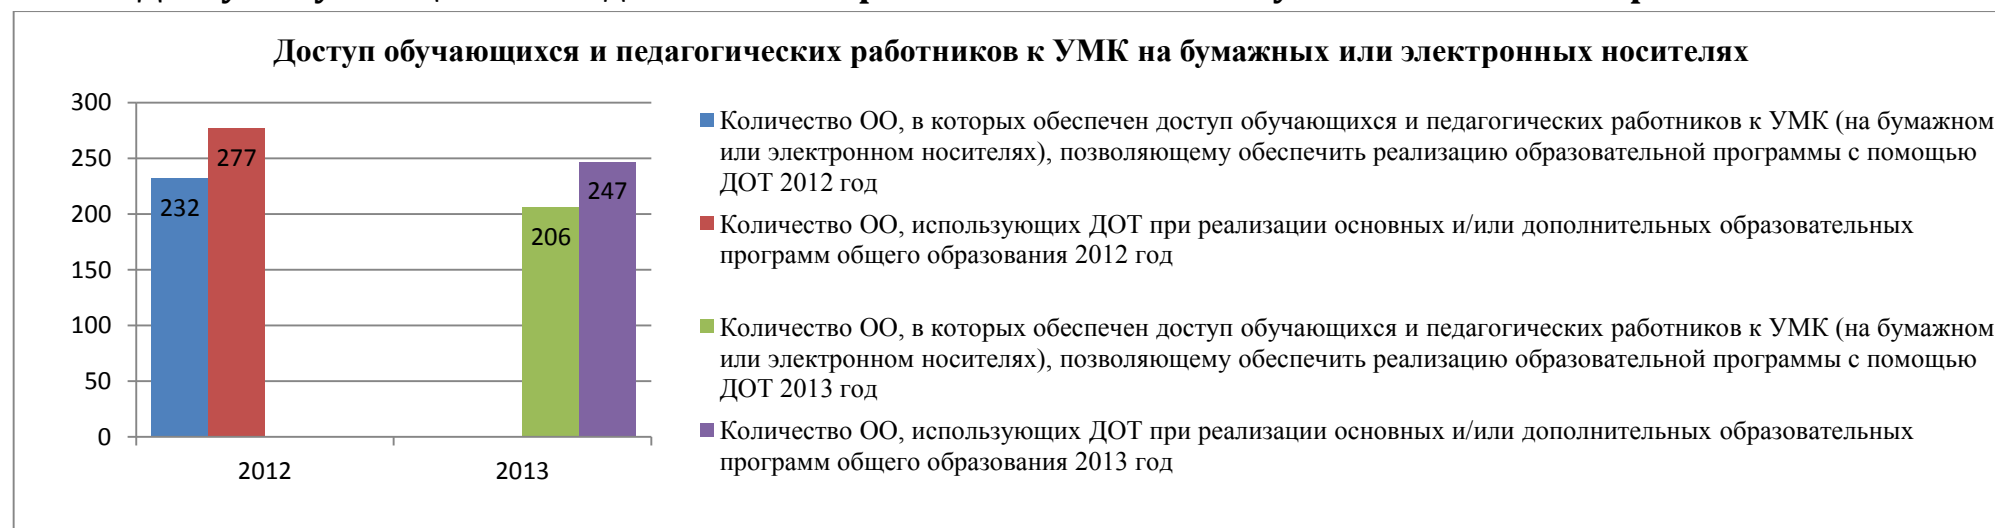 Доступ обучающихся и педагогических работников к УМК на бумажных или электронных носителях
300
250
200
150
100
50
0
232
277
206
247
2012
2013
Количество ОО, в которых обеспечен доступ обучающихся и педагогических работников к УМК (на бумажном
или электронном носителях), позволяющему обеспечить реализацию образовательной программы с помощью
ДОТ 2012 год
Количество ОО, использующих ДОТ при реализации основных и/или дополнительных образовательных
программ общего образования 2012 год
Количество ОО, в которых обеспечен доступ обучающихся и педагогических работников к УМК (на бумажном
или электронном носителях), позволяющему обеспечить реализацию образовательной программы с помощью
ДОТ 2013 год
Количество ОО, использующих ДОТ при реализации основных и/или дополнительных образовательных
программ общего образования 2013 год